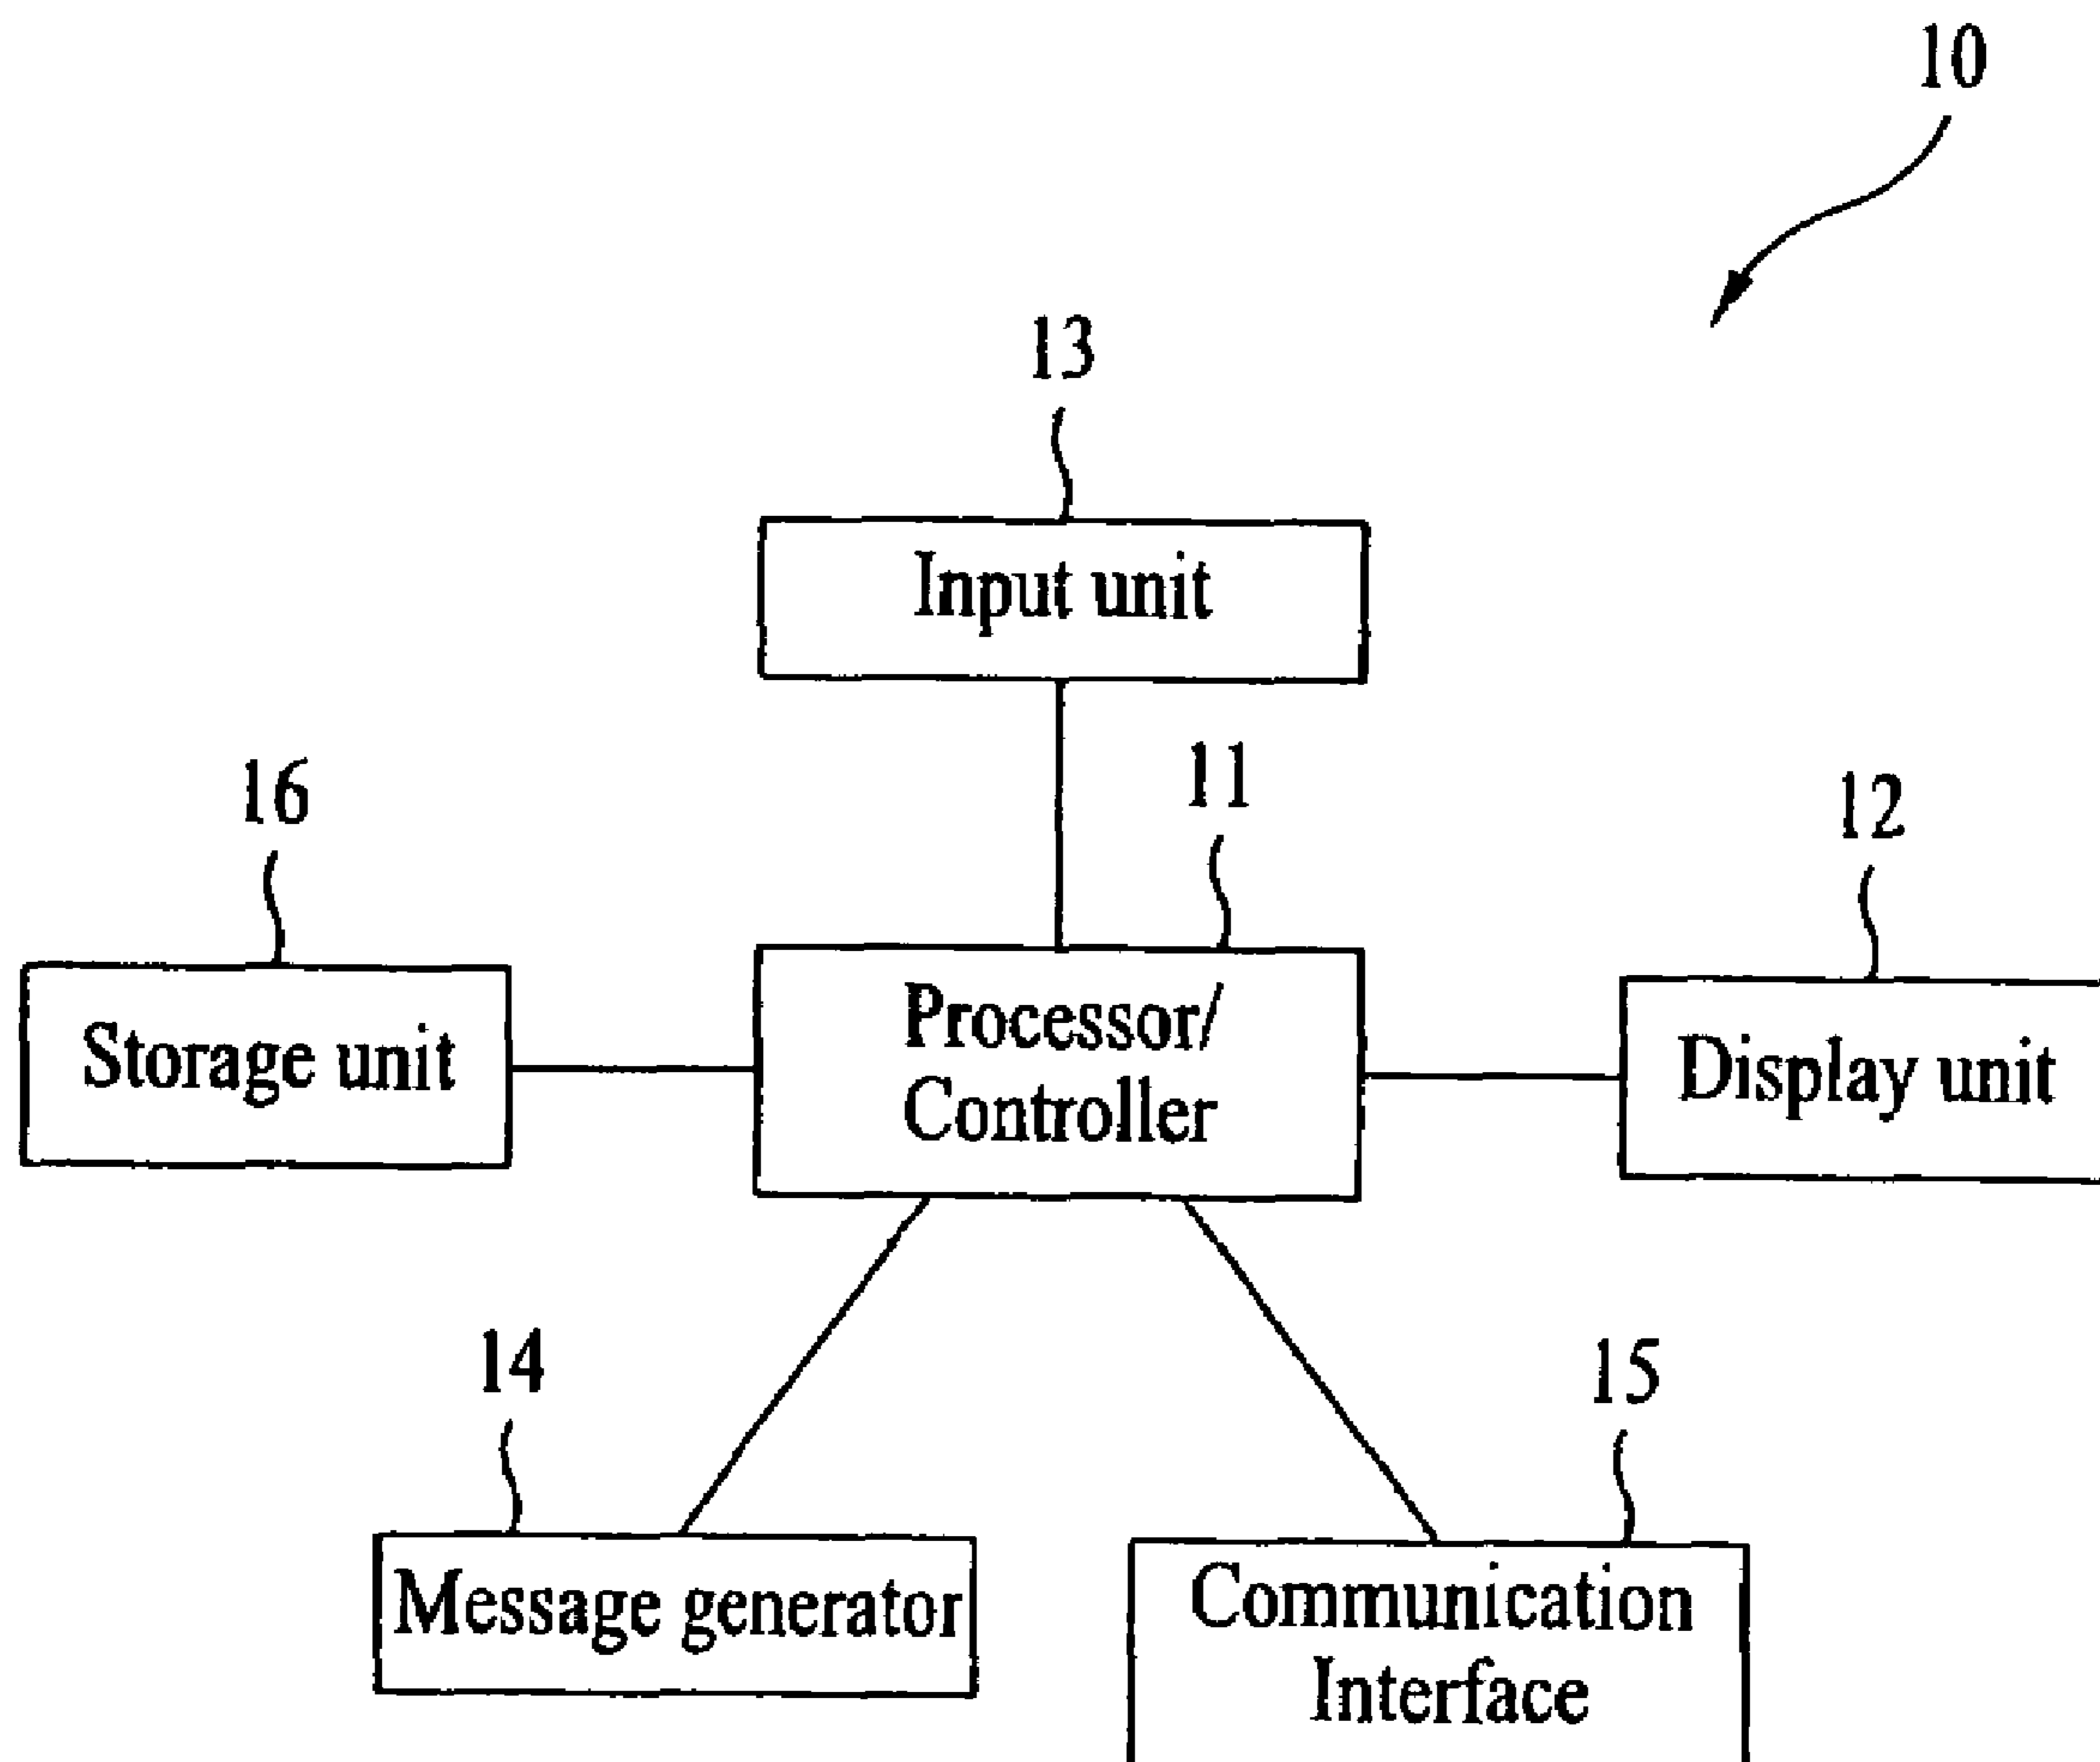 10
13
Input unit
11
16
12
Processor/
Controller
Storage unit
Display unit
14
15
Message generator
Communication
Interface